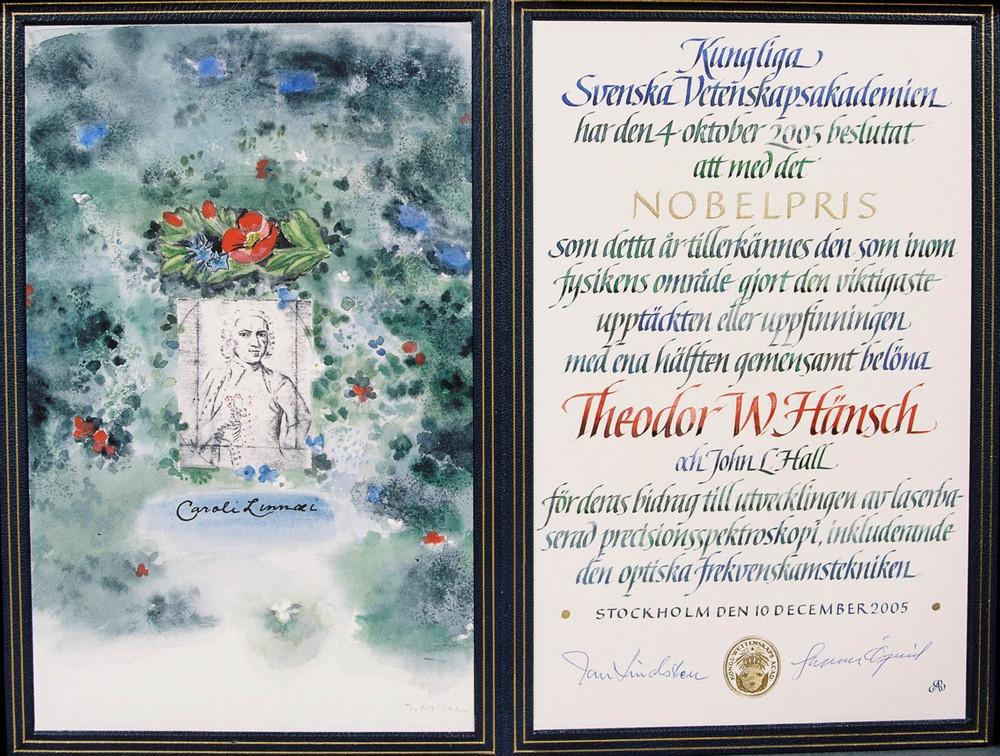 Caroli Linnæi
Kungliga
Svenska Vetenskapsakademien
har den 4 oktober 2005 beslutat
att med det
NOBELPRIS
som detta år tillerkännes den som inom
fysikens område gjort den viktigaste
upptäckten eller uppfinningen
med ena hälften gemensamt belöna
Theodor W. Hänsch
och John L Hall
för deras bidrag till utvecklingen av laserba-
serad precisionsspektroskopi, inkluderande
den optiska frekvenskamstekniken
STOCKHOLM DEN 10 DECEMBER 2005
Jan Lindsten